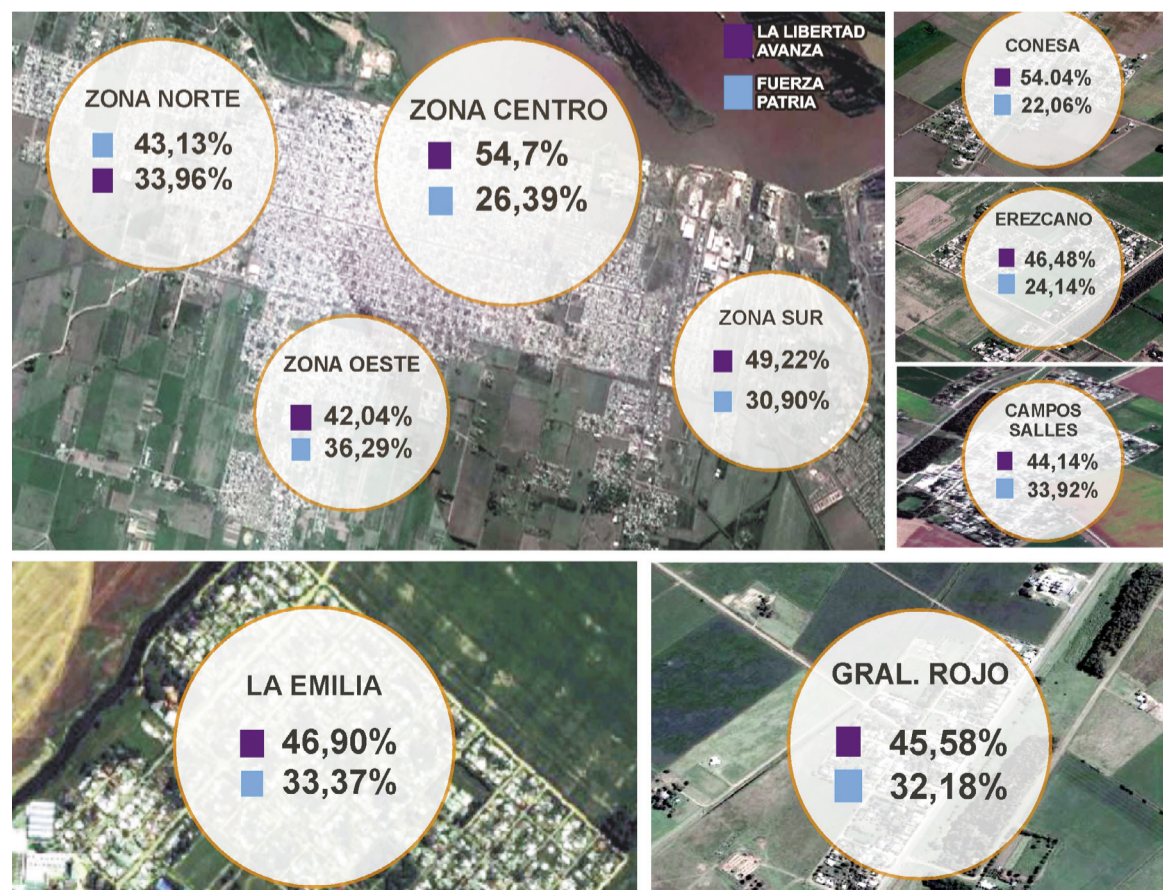 LA LIBERTAD
AVANZA
FUERZA
PATRIA
ZONA NORTE
43,13%
33,96%
ZONA CENTRO
54,7%
26,39%
ZONA OESTE
42,04%
36,29%
ZONA SUR
49,22%
30,90%
CONESA
54.04%
22,06%
EREZCANO
46,48%
24,14%
CAMPOS
SALLES
44,14%
33,92%
LA EMILIA
46,90%
33,37%
GRAL. ROJO
45,58%
32,18%